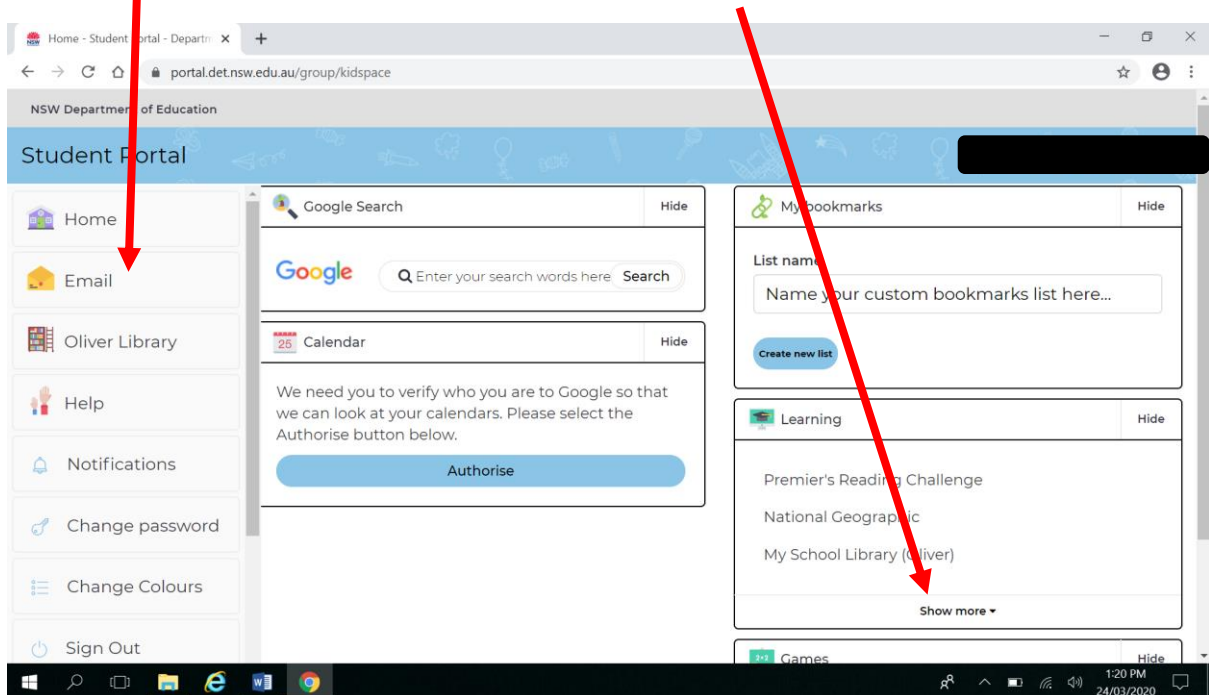 Home - Student Portal - Departm
portal.det.nsw.edu.au/group/kidspace
NSW Department of Education
Student Portal
Home
Email
Oliver Library
Help
Notifications
Change password
Change Colours
Sign Out
Google Search Hide
Google Enter your search words here Search
25 Calendar Hide
We need you to verify who you are to Google so that
we can look at your calendars. Please select the
Authorise button below.
Authorise
My bookmarks Hide
List name
Name your custom bookmarks list here...
Create new list
Learning Hide
Premier's Reading Challenge
National Geographic
My School Library (Oliver)
Show more
Games Hide
1:20 PM
24/03/2020